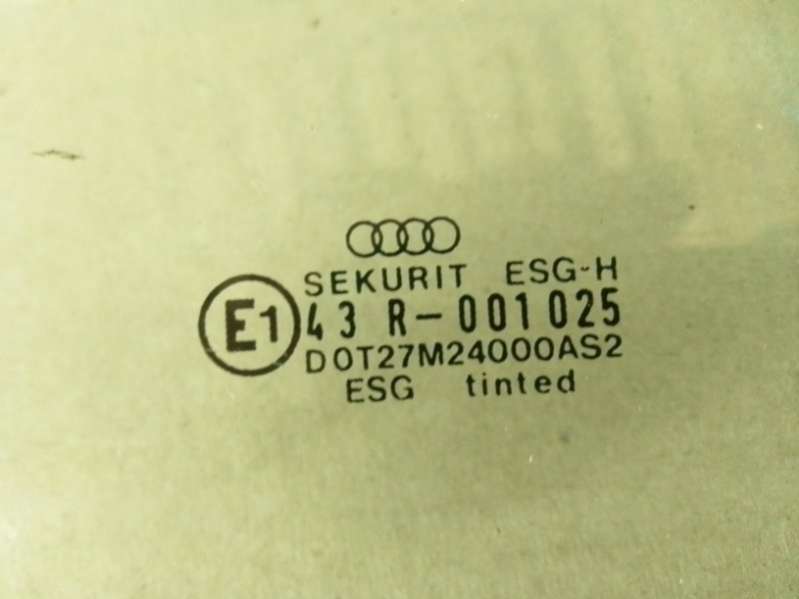 SEKURIT ESG-H
E1 43 R-001025
DOT27M24000AS2
ESG tinted